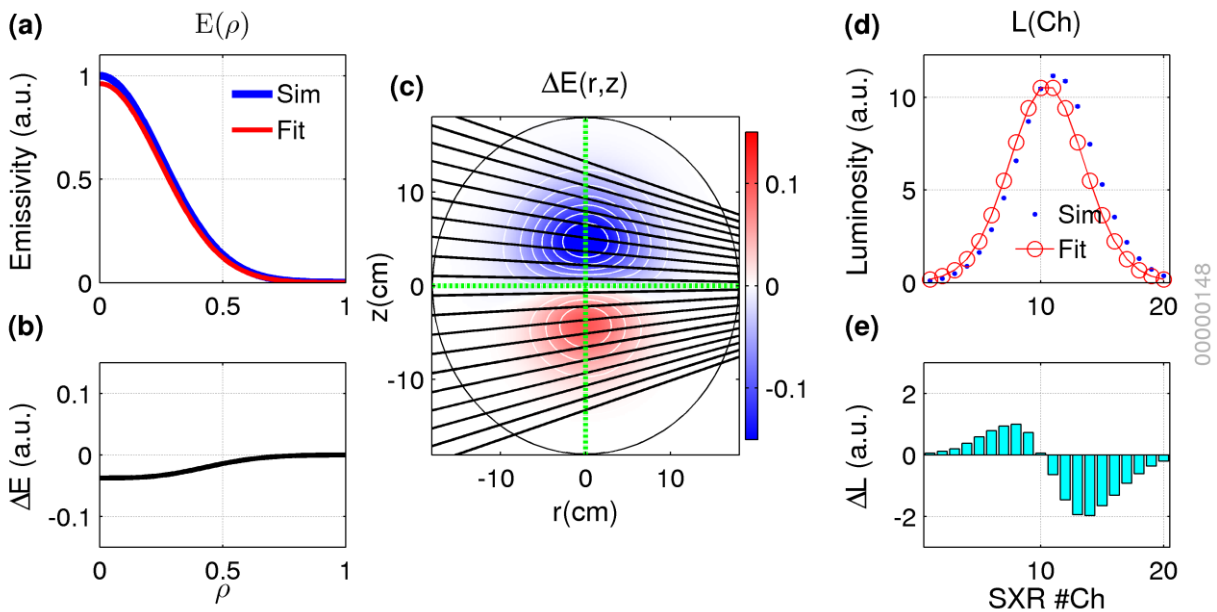 (a)
E(ρ)
Emissivity (a.u.)
1
0.5
0
0
0.5
1
Sim
Fit
(b)
ΔE (a.u.)
0.1
0
-0.1
0
0.5
1
ρ
(c)
ΔE(r,z)
z(cm)
10
0
-10
-10
0
10
r(cm)
0.1
0
-0.1
(d)
L(Ch)
Luminosity (a.u.)
10
5
0
10
20
Sim
Fit
(e)
ΔL (a.u.)
2
0
-2
10
20
SXR #Ch
00000148